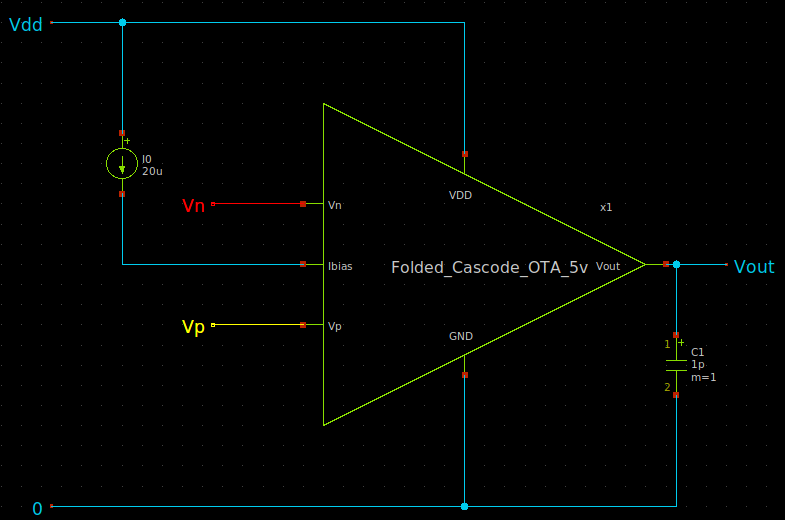 Vdd
+
I0
20u
VDD
Vn
Vn
x1
Ibias
Folded_Cascode_OTA_5v
Vout
Vout
Vp
Vp
GND
1
+
C1
1p
m=1
2
0